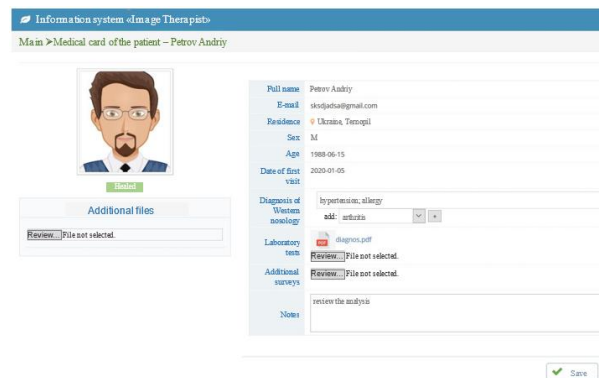 Information system «Image Therapist»
Main ➤Medical card of the patient – Petrov Andriy
Healed
Additional files
Review... File not selected.
Full name Petrov Andriy
E-mail sksdjadsa@gmail.com
Residence Ukraine, Ternopil
Sex M
Age 1988-06-15
Date of first 2020-01-05
visit
Diagnosis of hypertension; allergy
Western
nosology add: arthritis +
Laboratory PDF diagnos.pdf
tests Review... File not selected.
Additional Review... File not selected.
surveys
Notes review the analysis
Save